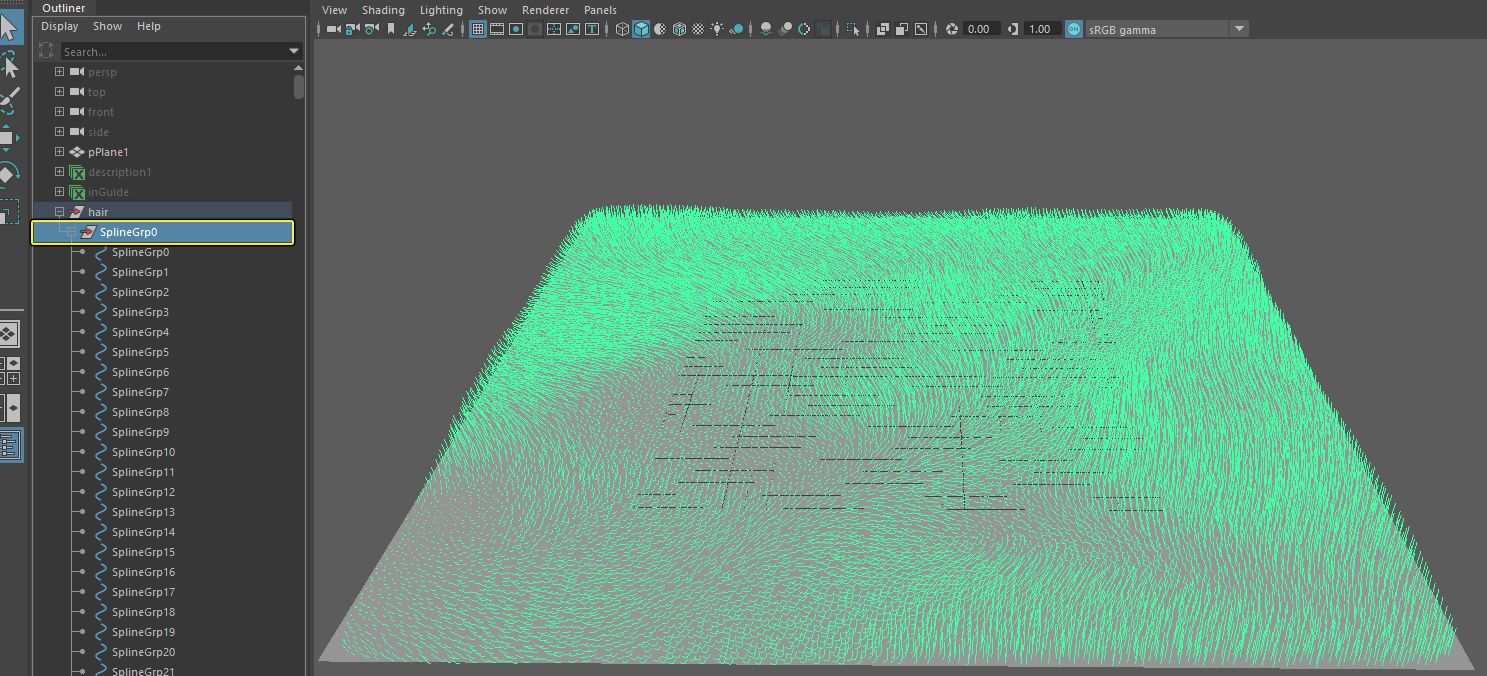 Outliner
Display Show Help
Search...
persp
top
front
side
pPlane1
description1
inGuide
hair
SplineGrp0
SplineGrp0
SplineGrp1
SplineGrp2
SplineGrp3
SplineGrp4
SplineGrp5
SplineGrp6
SplineGrp7
SplineGrp8
SplineGrp9
SplineGrp10
SplineGrp11
SplineGrp12
SplineGrp13
SplineGrp14
SplineGrp15
SplineGrp16
SplineGrp17
SplineGrp18
SplineGrp19
SplineGrp20
SplineGrp21
View Shading Lighting Show Renderer Panels
0.00 1.00 ON sRGB gamma